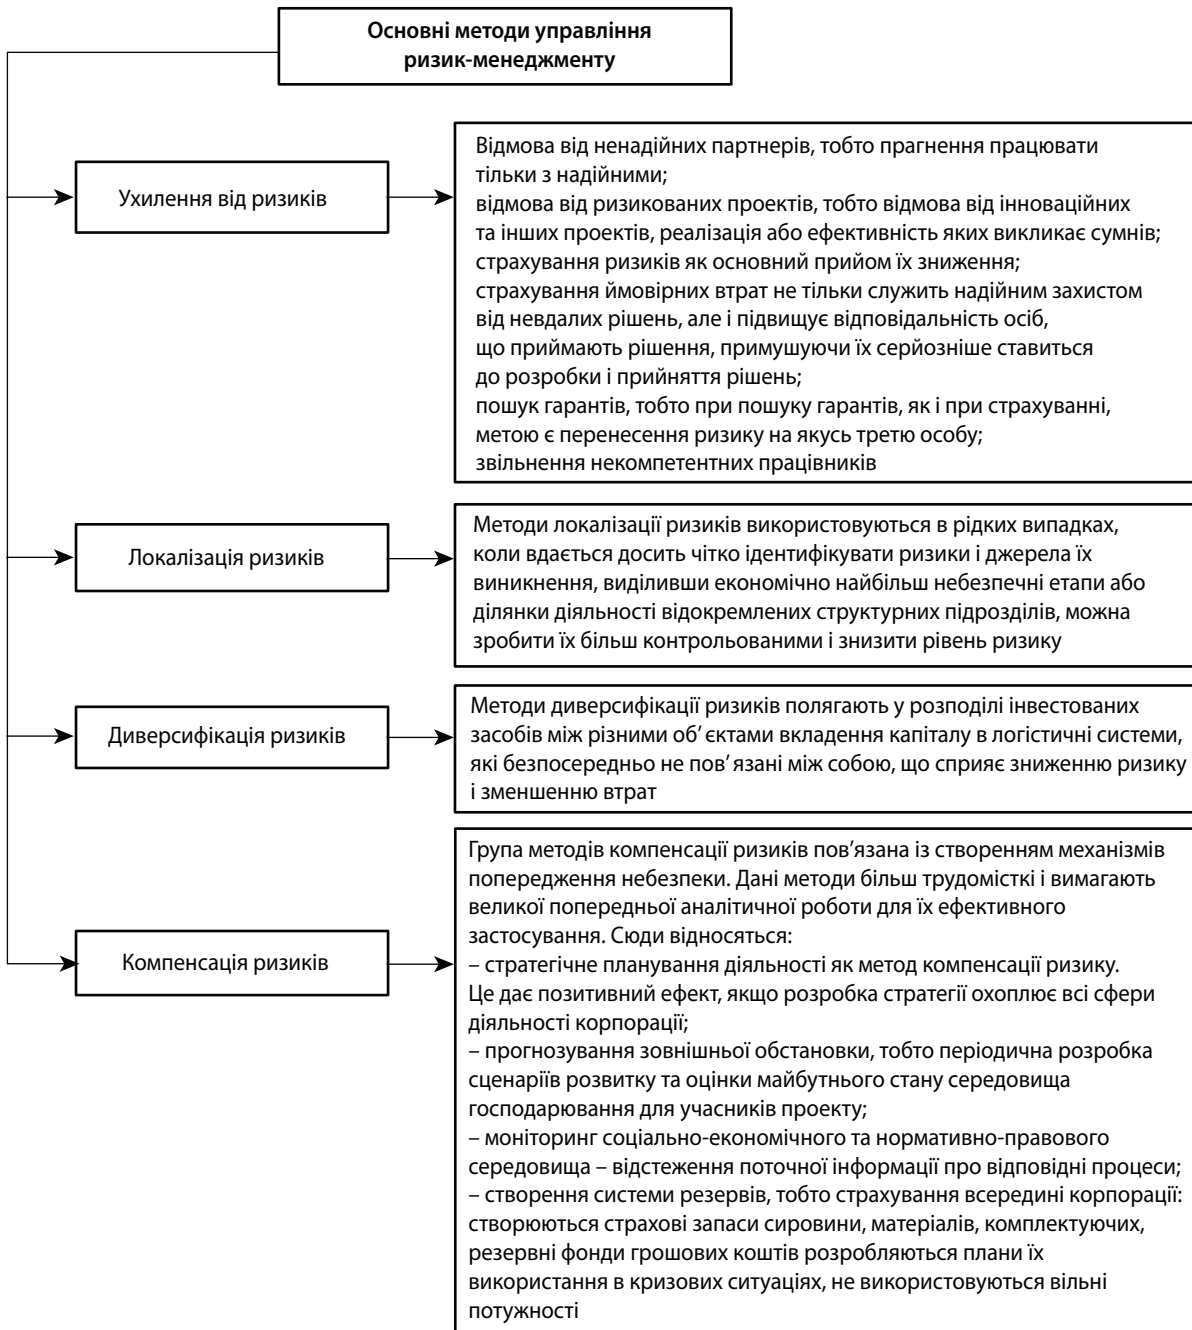 Основні методи управління
ризик-менеджменту
Ухилення від ризиків
Відмова від ненадійних партнерів, тобто прагнення працювати
тільки з надійними;
відмова від ризикованих проектів, тобто відмова від інноваційних
та інших проектів, реалізація або ефективність яких викликає сумнів;
страхування ризиків як основний прийом їх зниження;
страхування ймовірних втрат не тільки служить надійним захистом
від невдалих рішень, але і підвищує відповідальність осіб,
що приймають рішення, примушуючи їх серйозніше ставиться
до розробки і прийняття рішень;
пошук гарантів, тобто при пошуку гарантів, як і при страхуванні,
метою є перенесення ризику на якусь третю особу;
звільнення некомпетентних працівників
Локалізація ризиків
Методи локалізації ризиків використовуються в рідких випадках,
коли вдається досить чітко ідентифікувати ризики і джерела їх
виникнення, виділивши економічно найбільш небезпечні етапи або
ділянки діяльності відокремлених структурних підрозділів, можна
зробити їх більш контрольованими і знизити рівень ризику
Диверсифікація ризиків
Методи диверсифікації ризиків полягають у розподілі інвестованих
засобів між різними об’ єктами вкладення капіталу в логістичні системи,
які безпосередньо не пов’ язані між собою, що сприяє зниженню ризику
і зменшенню втрат
Компенсація ризиків
Група методів компенсації ризиків пов’язана із створенням механізмів
попередження небезпеки. Дані методи більш трудомісткі і вимагають
великої попередньої аналітичної роботи для їх ефективного
застосування. Сюди відносяться:
– стратегічне планування діяльності як метод компенсації ризику.
Це дає позитивний ефект, якщо розробка стратегії охоплює всі сфери
діяльності корпорації;
– прогнозування зовнішньої обстановки, тобто періодична розробка
сценаріїв розвитку та оцінки майбутнього стану середовища
господарювання для учасників проекту;
– моніторинг соціально-економічного та нормативно-правового
середовища – відстеження поточної інформації про відповідні процеси;
– створення системи резервів, тобто страхування всередині корпорації:
створюються страхові запаси сировини, матеріалів, комплектуючих,
резервні фонди грошових коштів розробляються плани їх
використання в кризових ситуаціях, не використовуються вільні
потужності